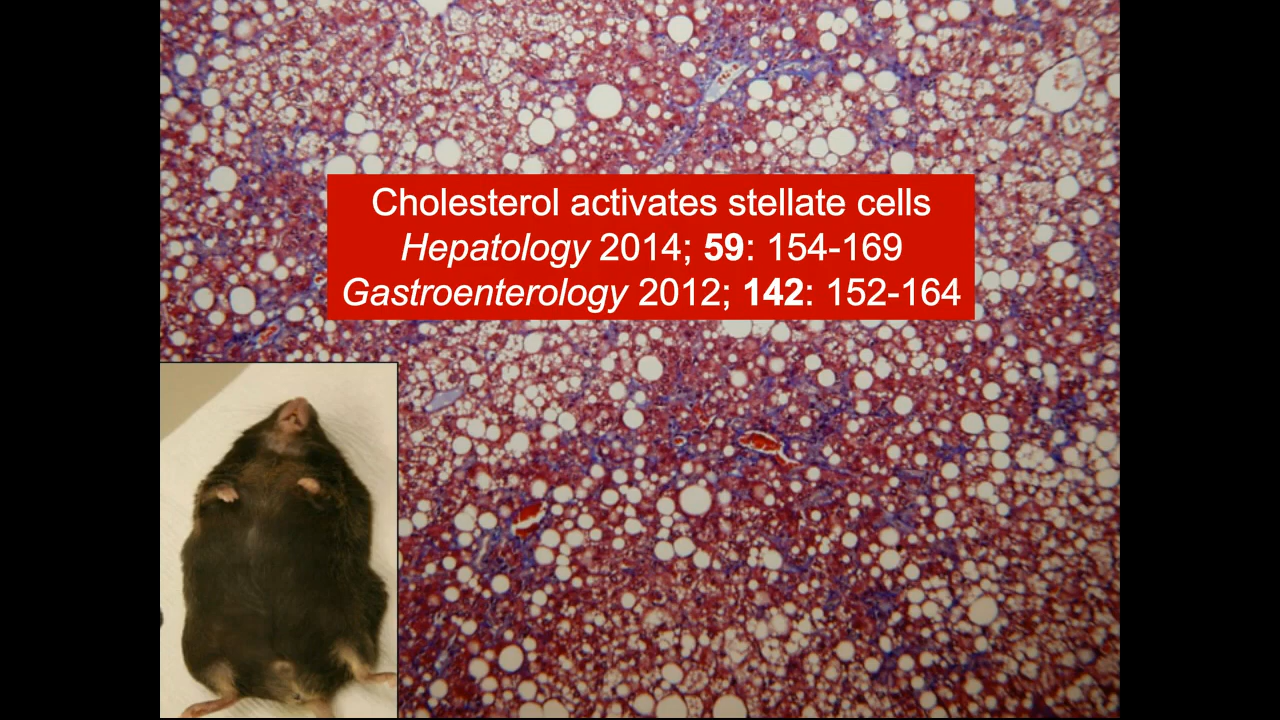 Cholesterol activates stellate cells
Hepatology 2014; 59: 154-169
Gastroenterology 2012; 142: 152-164